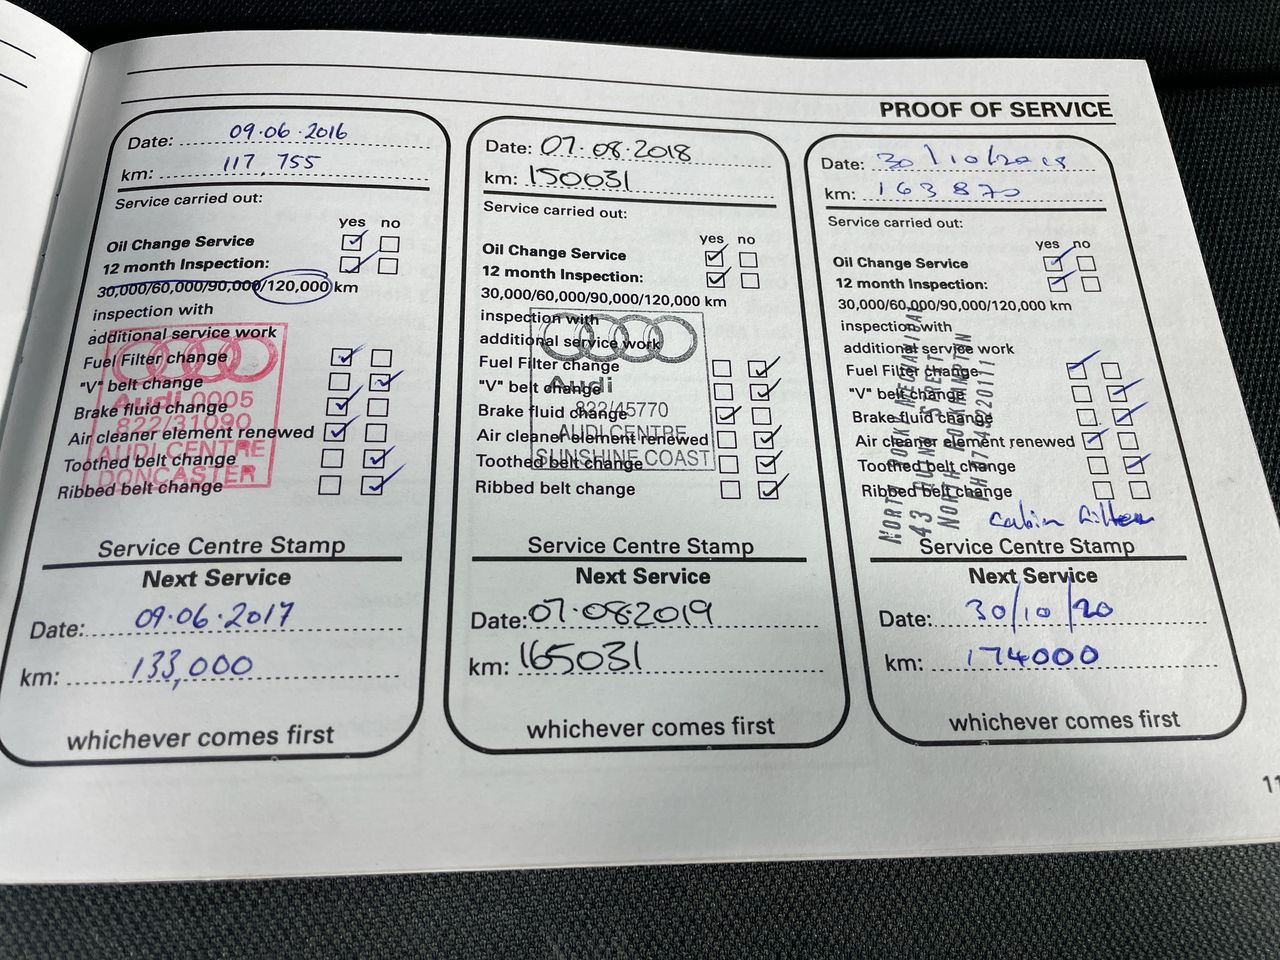 PROOF OF SERVICE
Date: 09.06.2016
km: 117,755
Service carried out:
yes no
Oil Change Service
12 month Inspection:
30,000/60,000/90,000/120,000 km
inspection with
additional service work
Fuel Filter change
"V" belt change
Brake fluid change
Air cleaner element renewed
Toothed belt change
Ribbed belt change
Audi 0005
822/31090
AUDI CENTRE
DONCASTER
Service Centre Stamp
Next Service
Date: 09.06.2017
km: 133,000
whichever comes first
Date: 07.08.2018
km: 150031
Service carried out:
yes no
Oil Change Service
12 month Inspection:
30,000/60,000/90,000/120,000 km
inspection with
additional service work
Fuel Filter change
"V" belt change
Brake fluid change
Air cleaner element renewed
Toothed belt change
Ribbed belt change
Audi
822/45770
AUDI CENTRE
SUNSHINE COAST
Service Centre Stamp
Next Service
Date: 07.08.2019
km: 165031
whichever comes first
Date: 30/10/2019
km: 163870
Service carried out:
yes no
Oil Change Service
12 month Inspection:
30,000/60,000/90,000/120,000 km
inspection with
additional service work
Fuel Filter change
"V" belt change
Brake fluid change
Air cleaner element renewed
Toothed belt change
Ribbed belt change
cabin filter
43 STREET
NORTH ROCKHAMPTON
Service Centre Stamp
Next Service
Date: 30/10/20
km: 174000
whichever comes first
11